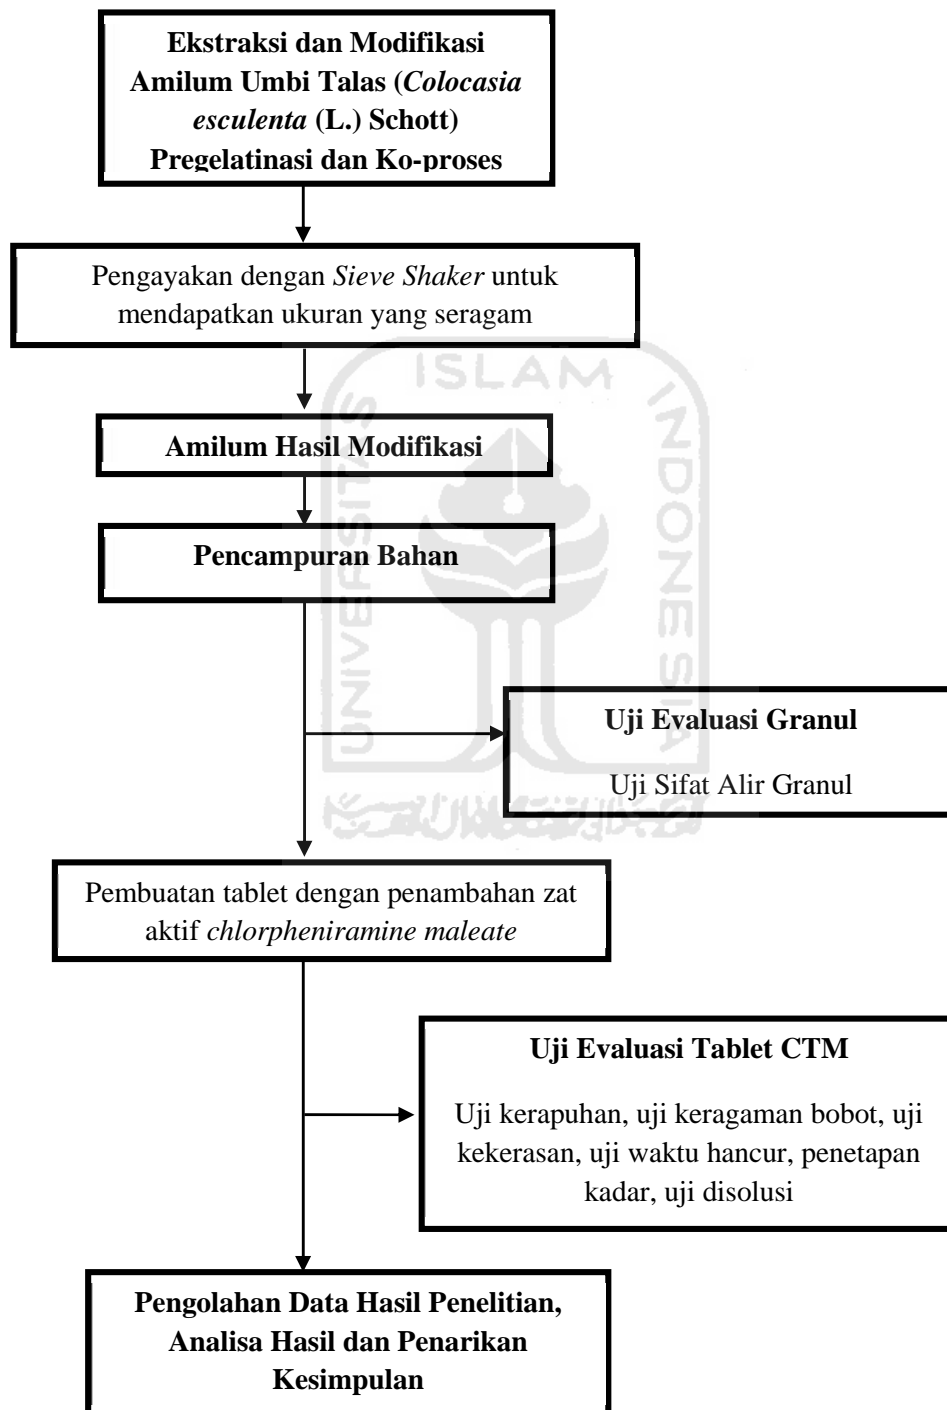 Ekstraksi dan Modifikasi
Amilum Umbi Talas (Colocasia
esculenta (L.) Schott)
Pregelatinasi dan Ko-proses
Pengayakan dengan Sieve Shaker untuk
mendapatkan ukuran yang seragam
ISLAM
UNIVERSITAS
INDONESIA
Amilum Hasil Modifikasi
Pencampuran Bahan
Uji Evaluasi Granul
Uji Sifat Alir Granul
Pembuatan tablet dengan penambahan zat
aktif chlorpheniramine maleate
Uji Evaluasi Tablet CTM
Uji kerapuhan, uji keragaman bobot, uji
kekerasan, uji waktu hancur, penetapan
kadar, uji disolusi
Pengolahan Data Hasil Penelitian,
Analisa Hasil dan Penarikan
Kesimpulan